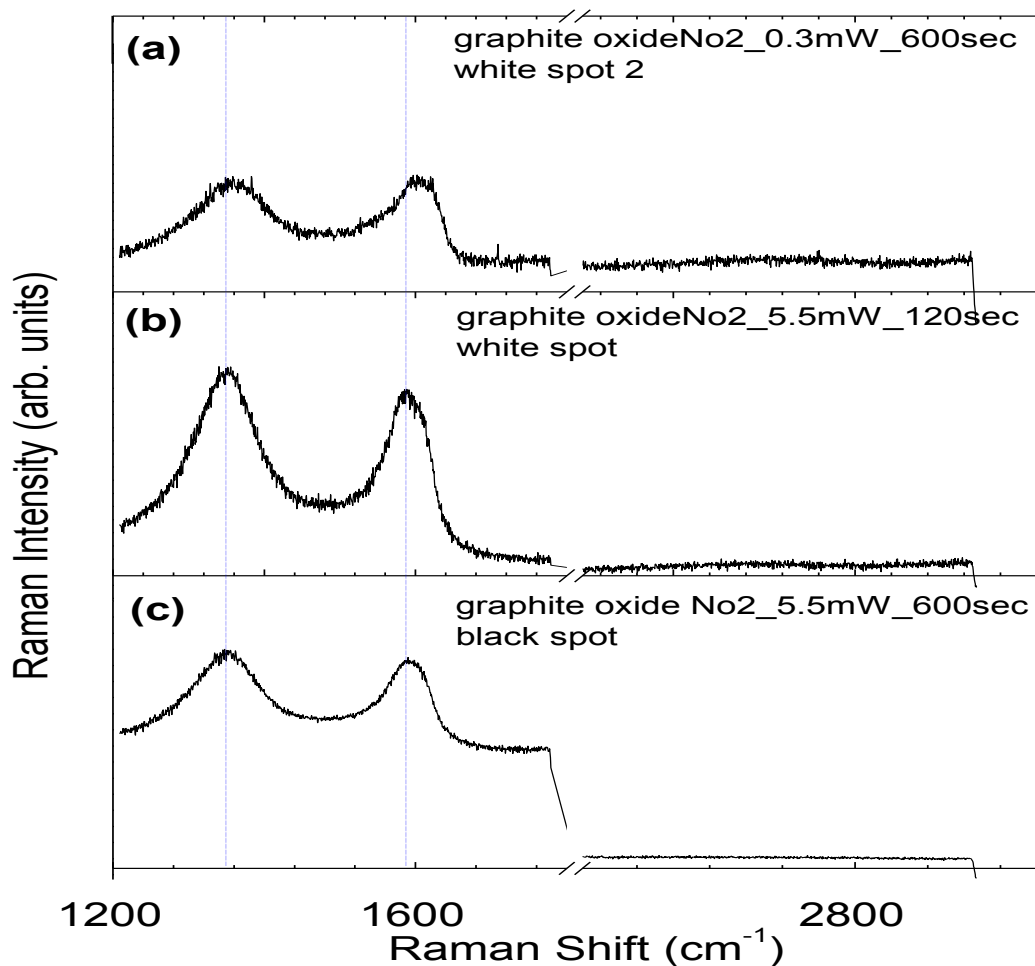 (a)
graphite oxideNo2_0.3mW_600sec
white spot 2
(b)
graphite oxideNo2_5.5mW_120sec
white spot
(c)
graphite oxide No2_5.5mW_600sec
black spot
Raman Intensity (arb. units)
1200 1600 2800
Raman Shift (cm⁻¹)